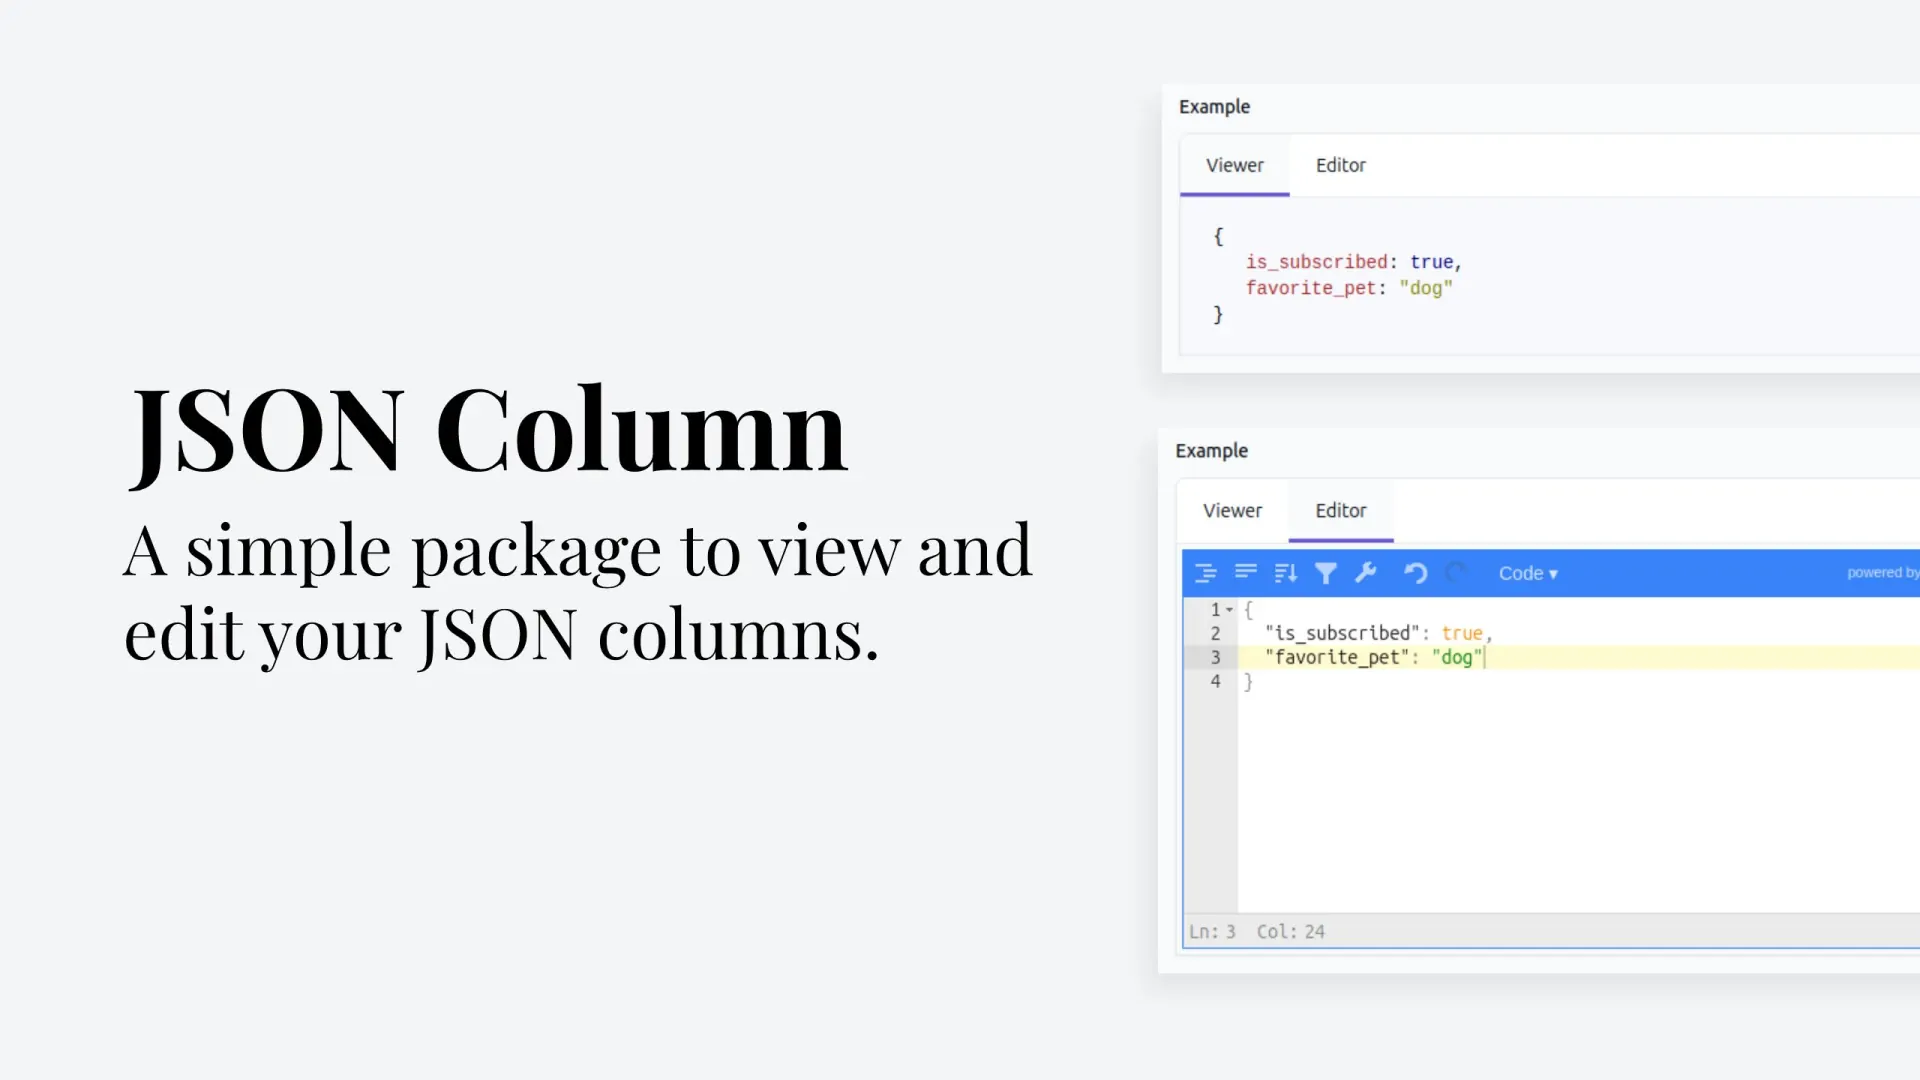 JSON Column
A simple package to view and
edit your JSON columns.
Example
Viewer Editor
{
is_subscribed: true,
favorite_pet: "dog"
}
Example
Viewer Editor
Code ▾ powered by
1 {
2 "is_subscribed": true,
3 "favorite_pet": "dog"
4 }
Ln: 3 Col: 24